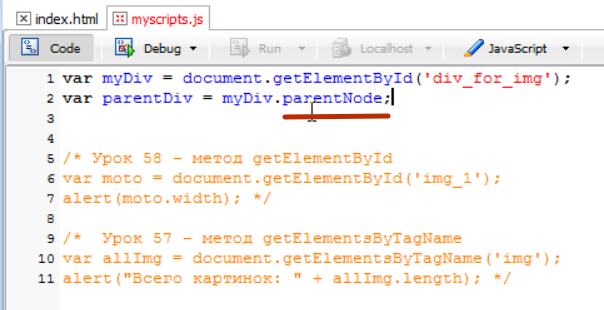 index.html myscripts.js
Code Debug Run Localhost JavaScript
1 var myDiv = document.getElementById('div_for_img');
2 var parentDiv = myDiv.parentNode;
3
4
5 /* Урок 58 - метод getElementById
6 var moto = document.getElementById('img_1');
7 alert(moto.width); */
8
9 /* Урок 57 - метод getElementsByTagName
10 var allImg = document.getElementsByTagName('img');
11 alert("Всего картинок: " + allImg.length); */